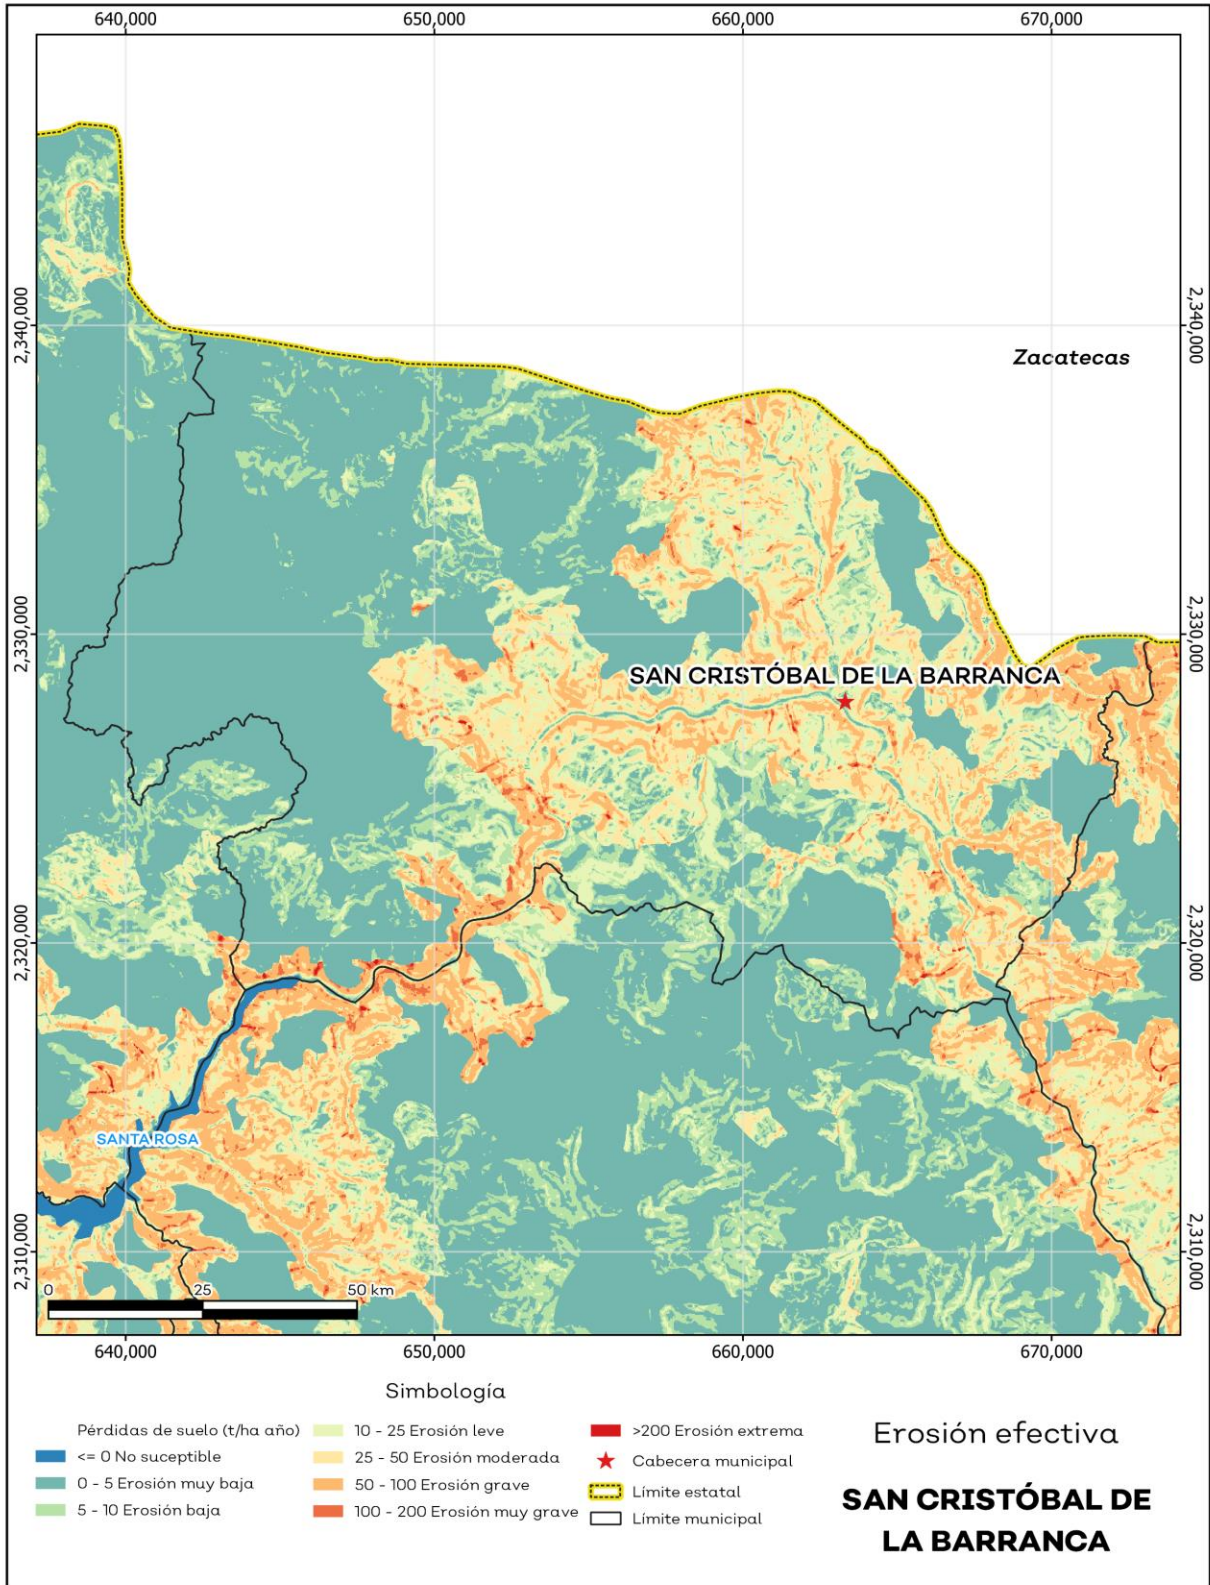 640,000
650,000
660,000
670,000
2,340,000
2,340,000
Zacatecas
2,330,000
2,330,000
SAN CRISTÓBAL DE LA BARRANCA
2,320,000
2,320,000
SANTA ROSA
2,310,000
2,310,000
0
25
50 km
640,000
650,000
660,000
670,000
Simbología
Pérdidas de suelo (t/ha año)
<= 0 No suceptible
0 - 5 Erosión muy baja
5 - 10 Erosión baja
10 - 25 Erosión leve
25 - 50 Erosión moderada
50 - 100 Erosión grave
100 - 200 Erosión muy grave
>200 Erosión extrema
Cabecera municipal
Límite estatal
Límite municipal
Erosión efectiva
SAN CRISTÓBAL DE
LA BARRANCA